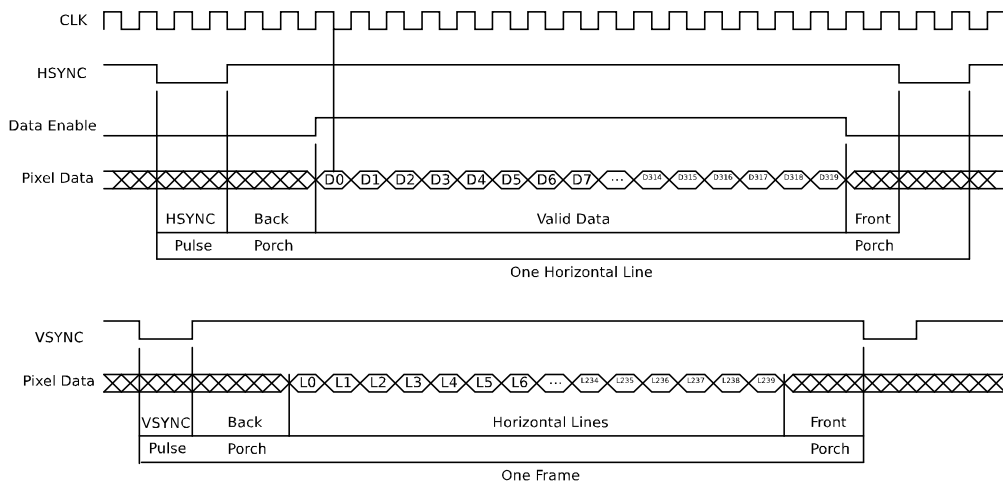 CLK
HSYNC
Data Enable
Pixel Data D0 D1 D2 D3 D4 D5 D6 D7 ... D314 D315 D316 D317 D318 D319
HSYNC Back Valid Data Front
Pulse Porch Porch
One Horizontal Line
VSYNC
Pixel Data L0 L1 L2 L3 L4 L5 L6 ... L234 L235 L236 L237 L238 L239
VSYNC Back Horizontal Lines Front
Pulse Porch Porch
One Frame